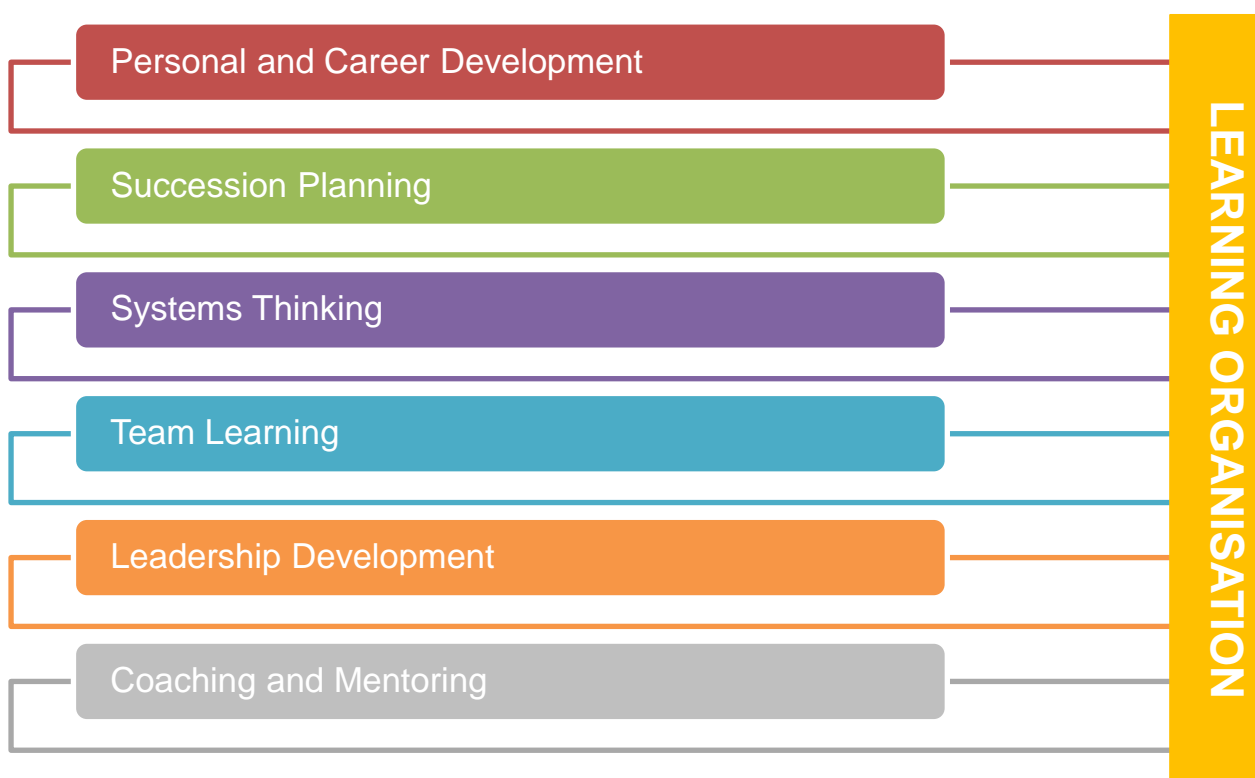 Personal and Career Development
Succession Planning
Systems Thinking
Team Learning
Leadership Development
Coaching and Mentoring
LEARNING ORGANISATION